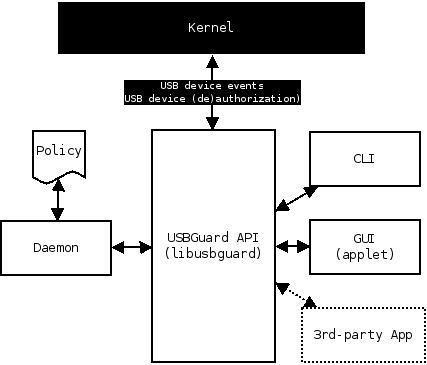 Kernel
USB device events
USB device (de)authorization)
Policy
CLI
Daemon
USBGuard API
(libusbguard)
GUI
(applet)
3rd-party App